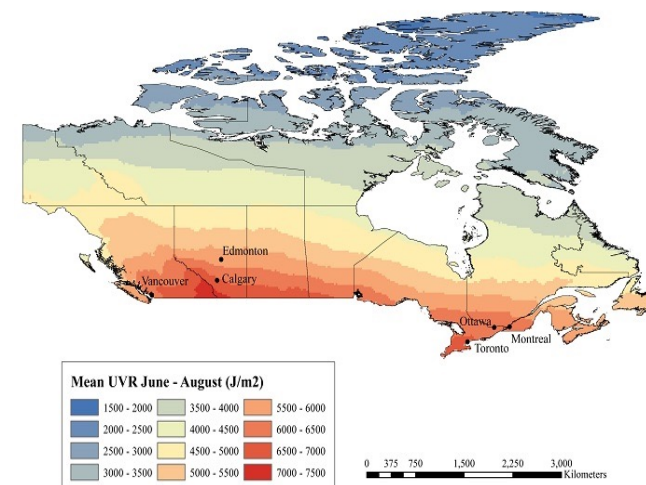 Edmonton
Calgary
Vancouver
Ottawa
Montreal
Toronto
Mean UVR June - August (J/m2)
1500 - 2000 3500 - 4000 5500 - 6000
2000 - 2500 4000 - 4500 6000 - 6500
2500 - 3000 4500 - 5000 6500 - 7000
3000 - 3500 5000 - 5500 7000 - 7500
0 375 750 1,500 2,250 3,000
Kilometers